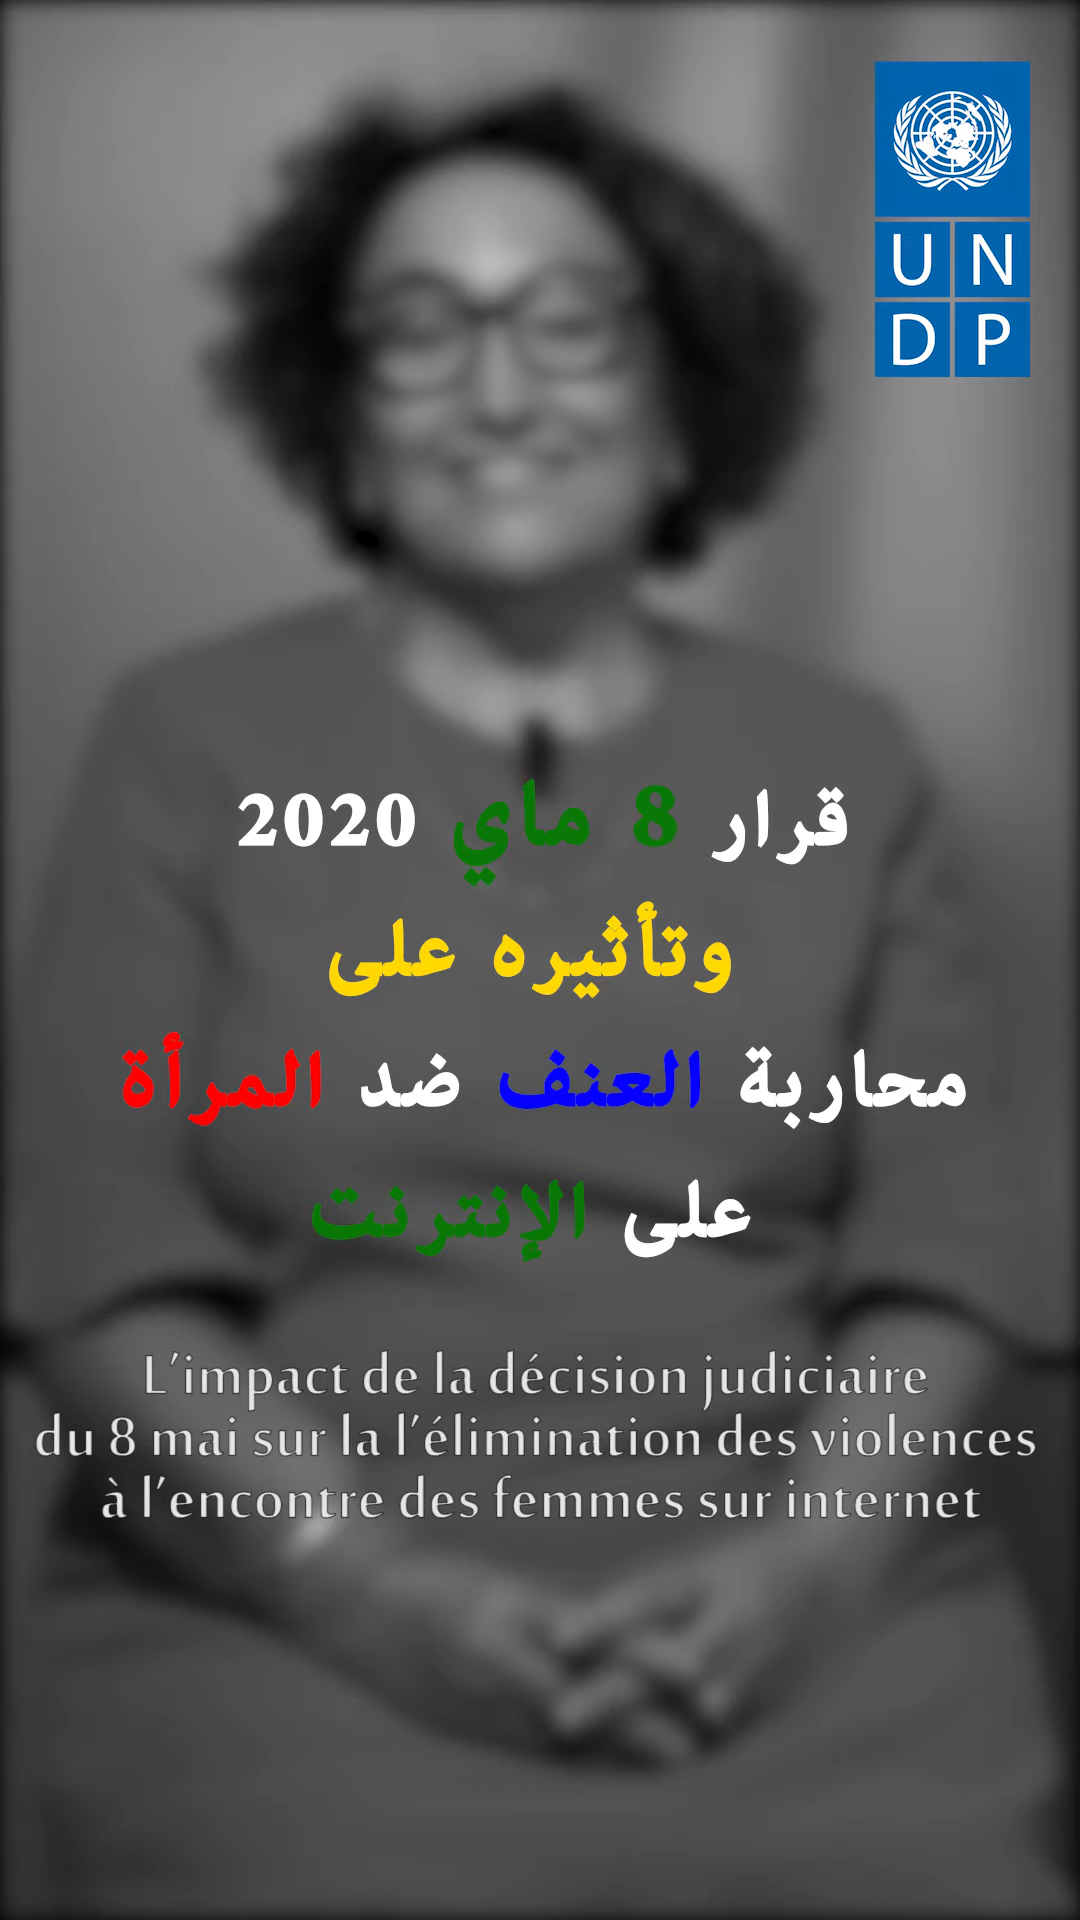 U N
D P
قرار 8 ماي 2020
وتأثيره على
محاربة العنف ضد المرأة
على الإنترنت
L'impact de la décision judiciaire
du 8 mai sur la l'élimination des violences
à l'encontre des femmes sur internet